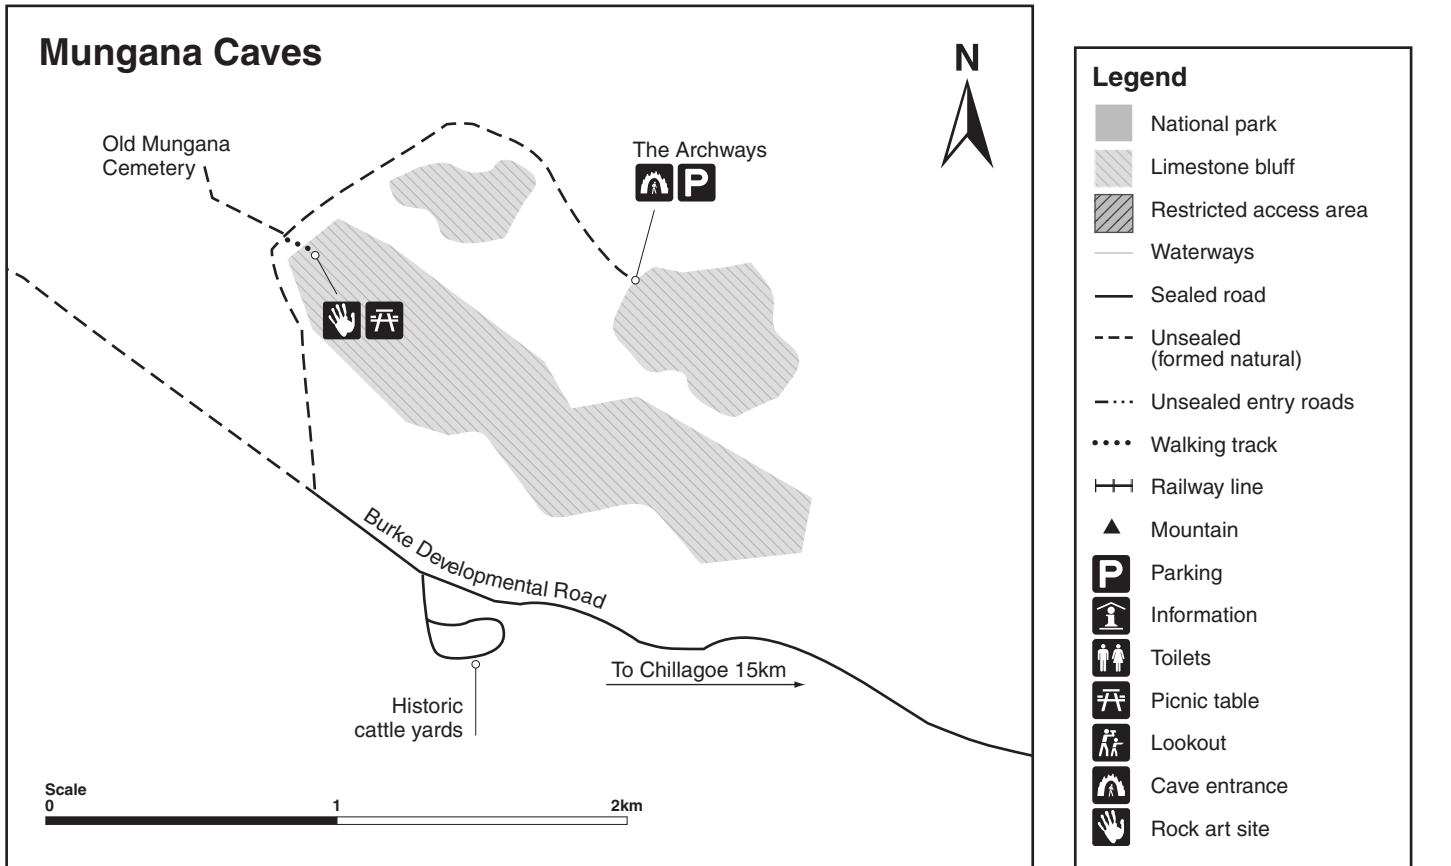 Mungana Caves
N
Old Mungana
Cemetery
The Archways
P
Burke Developmental Road
To Chillagoe 15km
Historic
cattle yards
Scale
0 1 2km
Legend
National park
Limestone bluff
Restricted access area
Waterways
Sealed road
Unsealed
(formed natural)
Unsealed entry roads
Walking track
Railway line
Mountain
P Parking
Information
Toilets
Picnic table
Lookout
Cave entrance
Rock art site